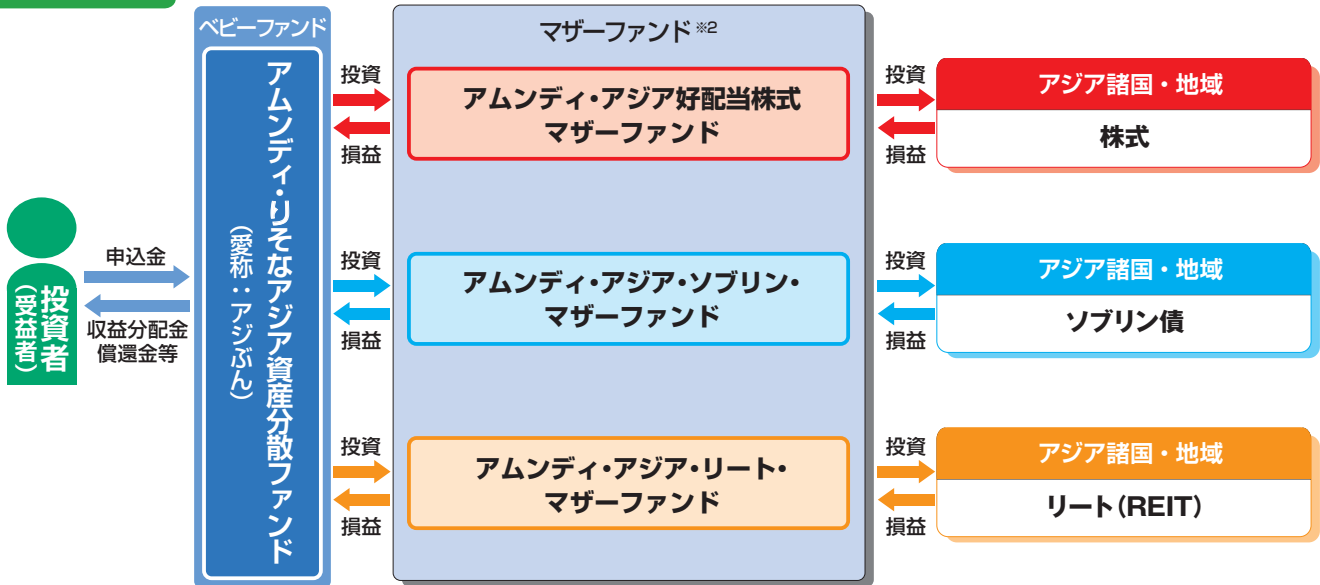 ベビーファンド
アムンディ・りそなアジア資産分散ファンド
(愛称：アジぶん)
マザーファンド※2
投資者
(受益者)
申込金
収益分配金
償還金等
投資
損益
アムンディ・アジア好配当株式
マザーファンド
投資
損益
アジア諸国・地域
株式
投資
損益
アムンディ・アジア・ソブリン・
マザーファンド
投資
損益
アジア諸国・地域
ソブリン債
投資
損益
アムンディ・アジア・リート・
マザーファンド
投資
損益
アジア諸国・地域
リート(REIT)